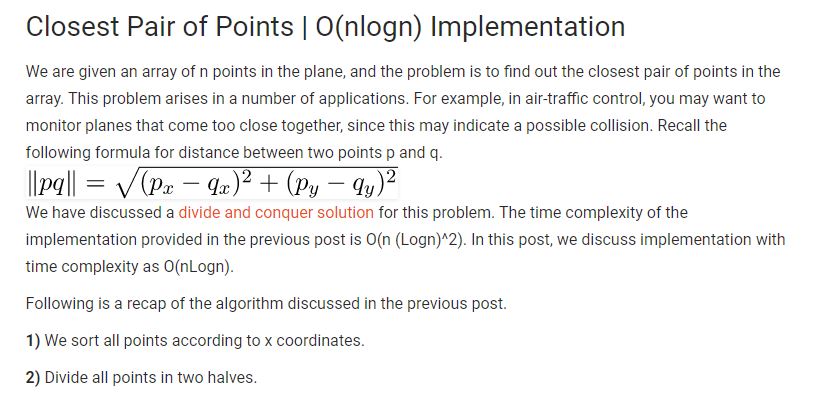 Closest Pair of Points | O(nlogn) Implementation
We are given an array of n points in the plane, and the problem is to find out the closest pair of points in the
array. This problem arises in a number of applications. For example, in air-traffic control, you may want to
monitor planes that come too close together, since this may indicate a possible collision. Recall the
following formula for distance between two points p and q.
||pq|| = √((pₓ − qₓ)² + (p_y − q_y)²)
We have discussed a divide and conquer solution for this problem. The time complexity of the
implementation provided in the previous post is O(n (Logn)^2). In this post, we discuss implementation with
time complexity as O(nLogn).
Following is a recap of the algorithm discussed in the previous post.
1) We sort all points according to x coordinates.
2) Divide all points in two halves.